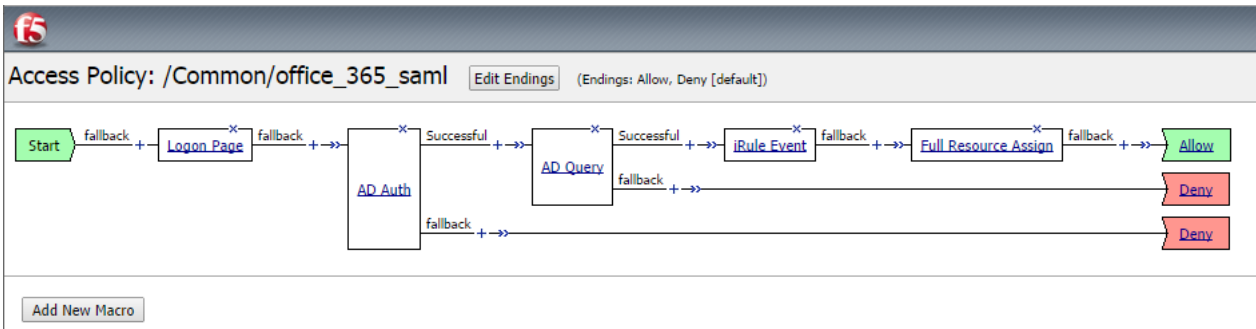 f5
Access Policy: /Common/office_365_saml Edit Endings (Endings: Allow, Deny [default])
Start fallback + Logon Page fallback + AD Auth Successful + AD Query Successful + iRule Event fallback + Full Resource Assign fallback + Allow
fallback + Deny
fallback + Deny
Add New Macro